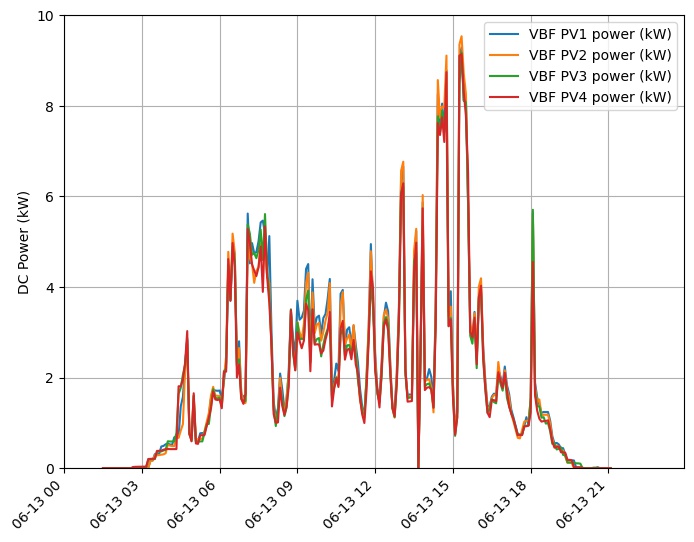 10
8
6
4
2
0
DC Power (kW)
VBF PV1 power (kW)
VBF PV2 power (kW)
VBF PV3 power (kW)
VBF PV4 power (kW)
06-13 00
06-13 03
06-13 06
06-13 09
06-13 12
06-13 15
06-13 18
06-13 21